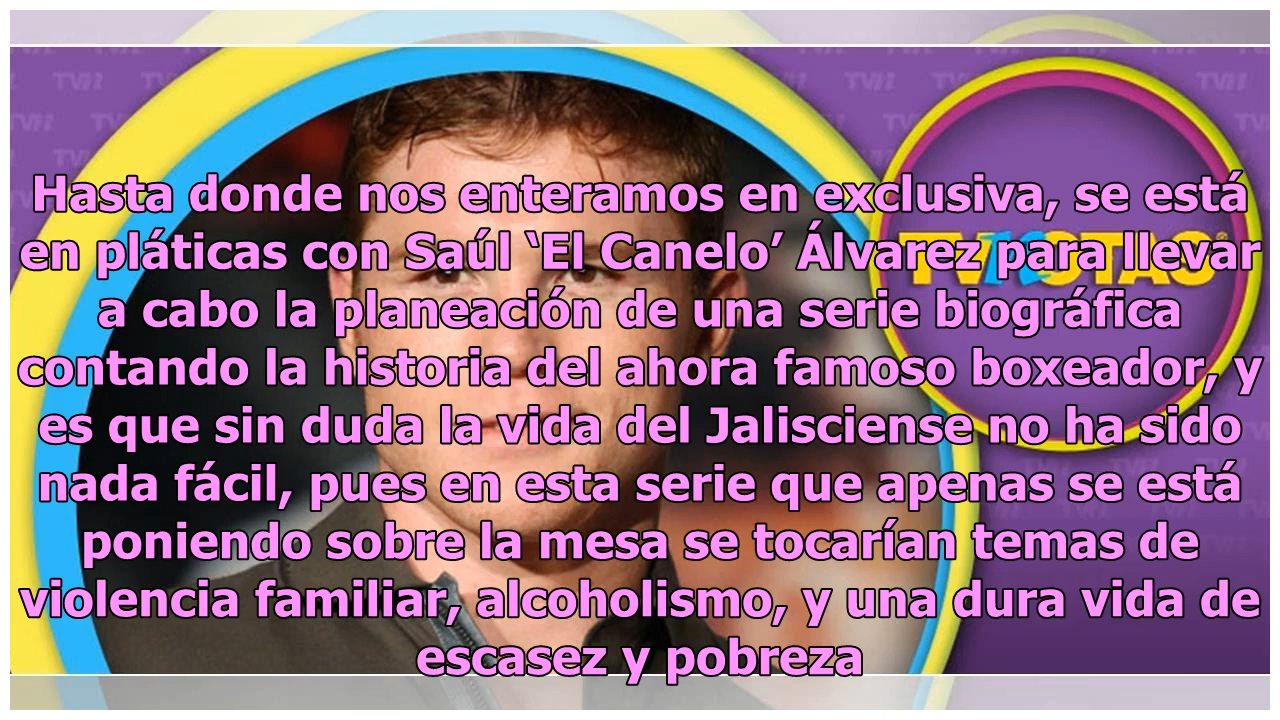 Hasta donde nos enteramos en exclusiva, se está
en pláticas con Saúl ‘El Canelo’ Álvarez para llevar
a cabo la planeación de una serie biográfica
contando la historia del ahora famoso boxeador, y
es que sin duda la vida del Jalisciense no ha sido
nada fácil, pues en esta serie que apenas se está
poniendo sobre la mesa se tocarían temas de
violencia familiar, alcoholismo, y una dura vida de
escasez y pobreza